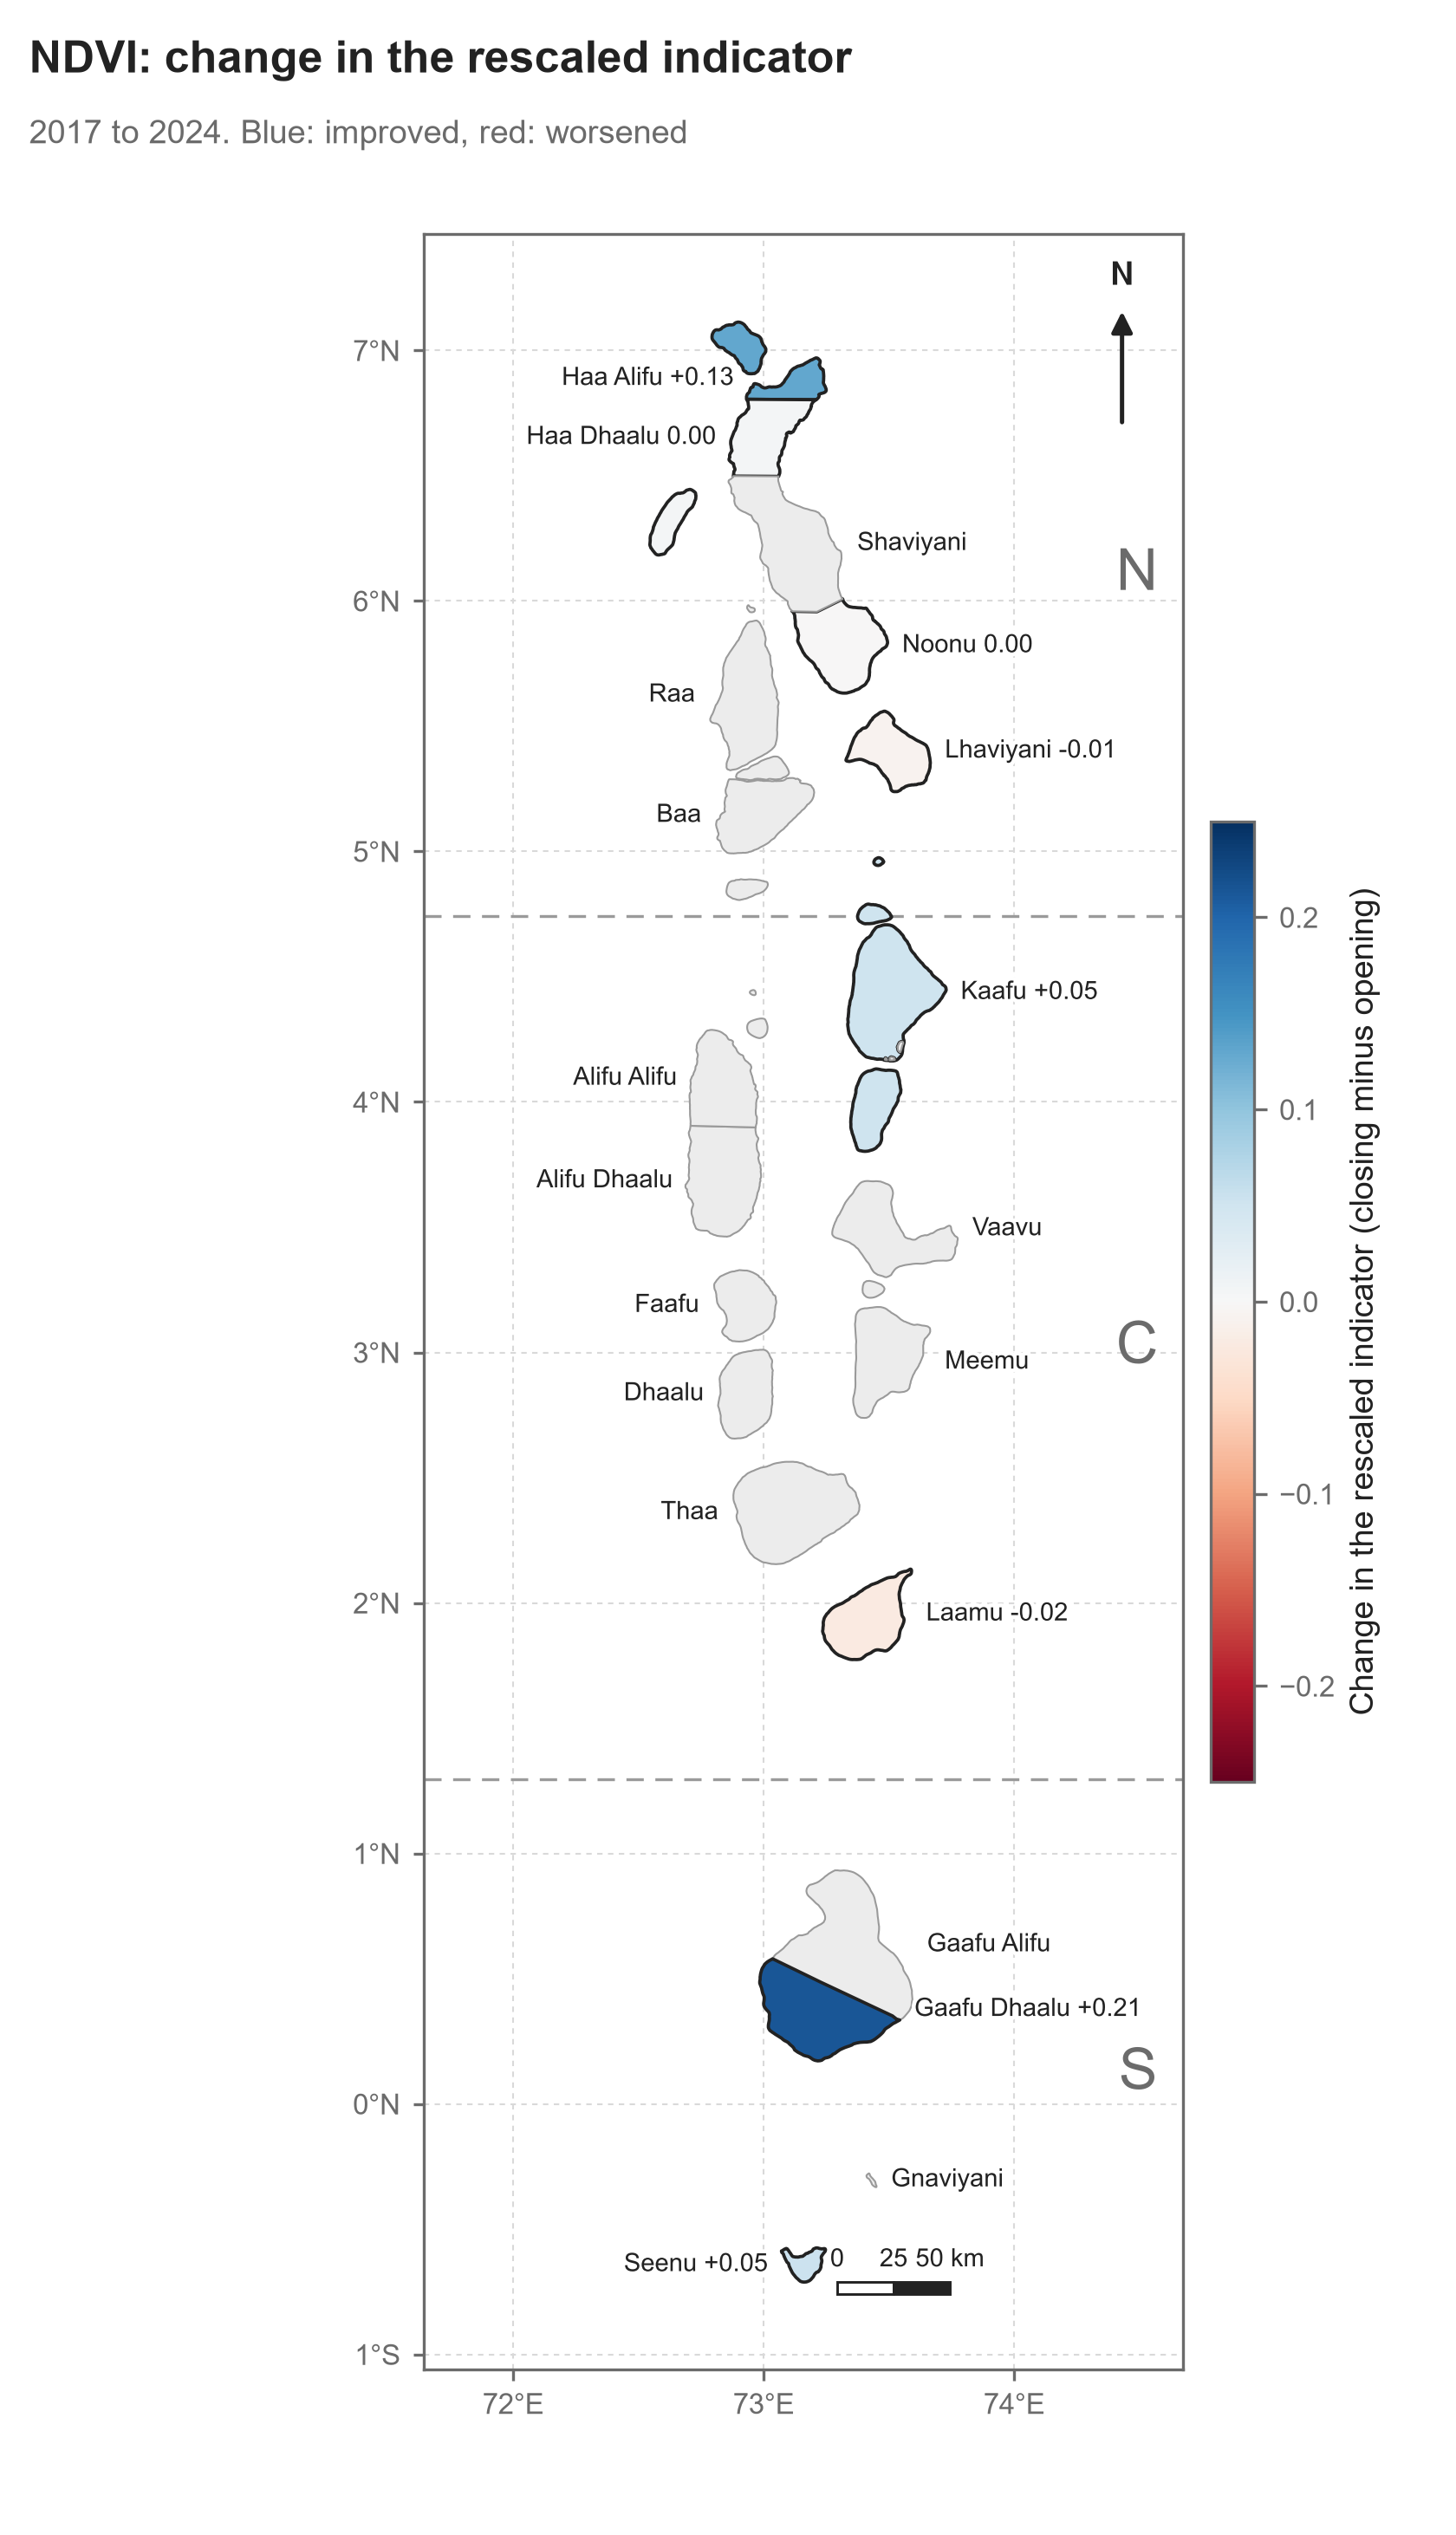 NDVI: change in the rescaled indicator
2017 to 2024. Blue: improved, red: worsened
N
7°N
Haa Alifu +0.13
Haa Dhaalu 0.00
Shaviyani
N
6°N
Noonu 0.00
Raa
Lhaviyani -0.01
Baa
5°N
0.2
Kaafu +0.05
Alifu Alifu
4°N
0.1
Alifu Dhaalu
Vaavu
Faafu
0.0
C
3°N
Meemu
Dhaalu
−0.1
Thaa
2°N
Laamu -0.02
−0.2
Change in the rescaled indicator (closing minus opening)
1°N
Gaafu Alifu
Gaafu Dhaalu +0.21
S
0°N
Gnaviyani
Seenu +0.05
0 25 50 km
1°S
72°E 73°E 74°E